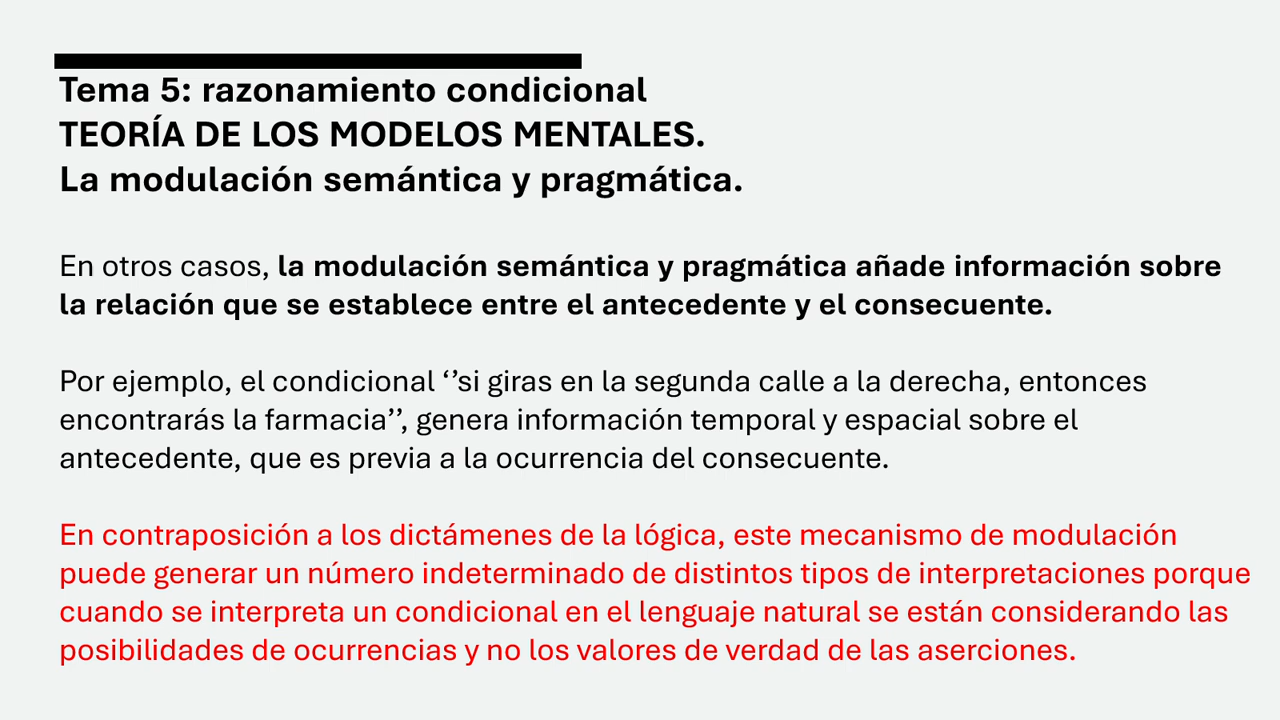 Tema 5: razonamiento condicional
TEORÍA DE LOS MODELOS MENTALES.
La modulación semántica y pragmática.
En otros casos, la modulación semántica y pragmática añade información sobre
la relación que se establece entre el antecedente y el consecuente.
Por ejemplo, el condicional ‘’si giras en la segunda calle a la derecha, entonces
encontrarás la farmacia’’, genera información temporal y espacial sobre el
antecedente, que es previa a la ocurrencia del consecuente.
En contraposición a los dictámenes de la lógica, este mecanismo de modulación
puede generar un número indeterminado de distintos tipos de interpretaciones porque
cuando se interpreta un condicional en el lenguaje natural se están considerando las
posibilidades de ocurrencias y no los valores de verdad de las aserciones.